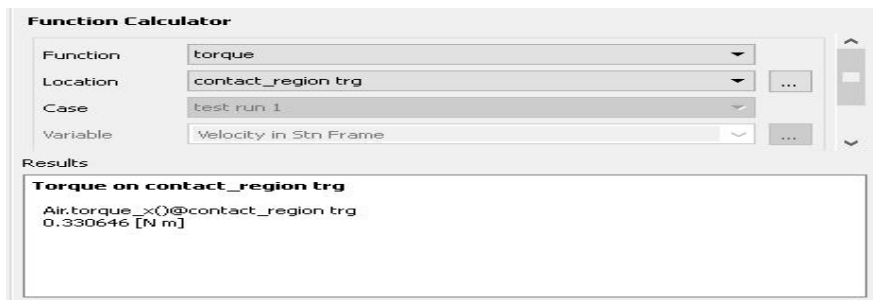 Function Calculator
Function torque
Location contact_region trg ...
Case test run 1
Variable Velocity in Stn Frame ...
Results
Torque on contact_region trg
Air.torque_x()@contact_region trg
0.330646 [N m]